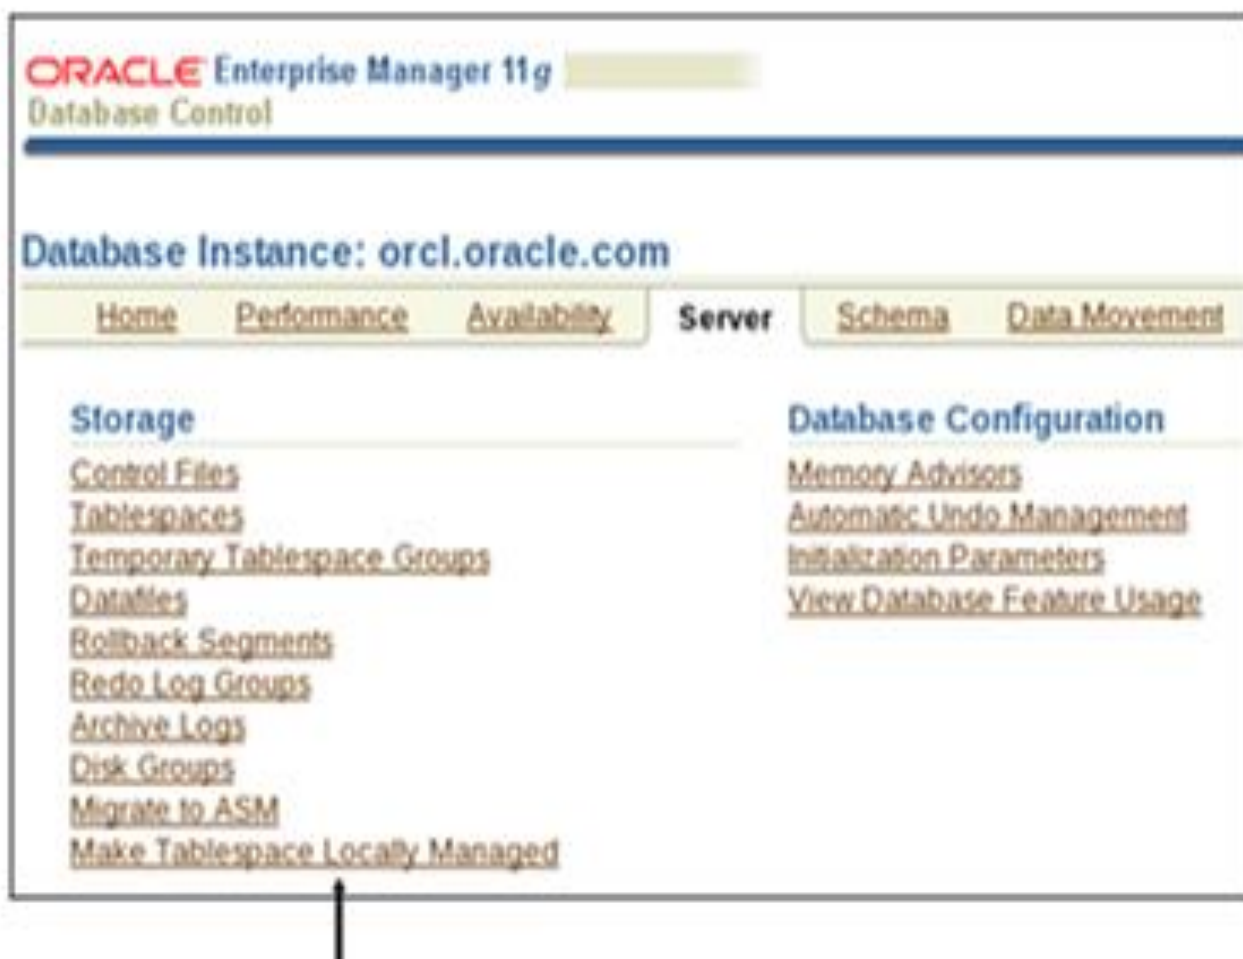 ORACLE Enterprise Manager 11g
Database Control
Database Instance: orcl.oracle.com
Home Performance Availability Server Schema Data Movement
Storage
Control Files
Tablespaces
Temporary Tablespace Groups
Datafiles
Rollback Segments
Redo Log Groups
Archive Logs
Disk Groups
Migrate to ASM
Make Tablespace Locally Managed
Database Configuration
Memory Advisors
Automatic Undo Management
Initialization Parameters
View Database Feature Usage